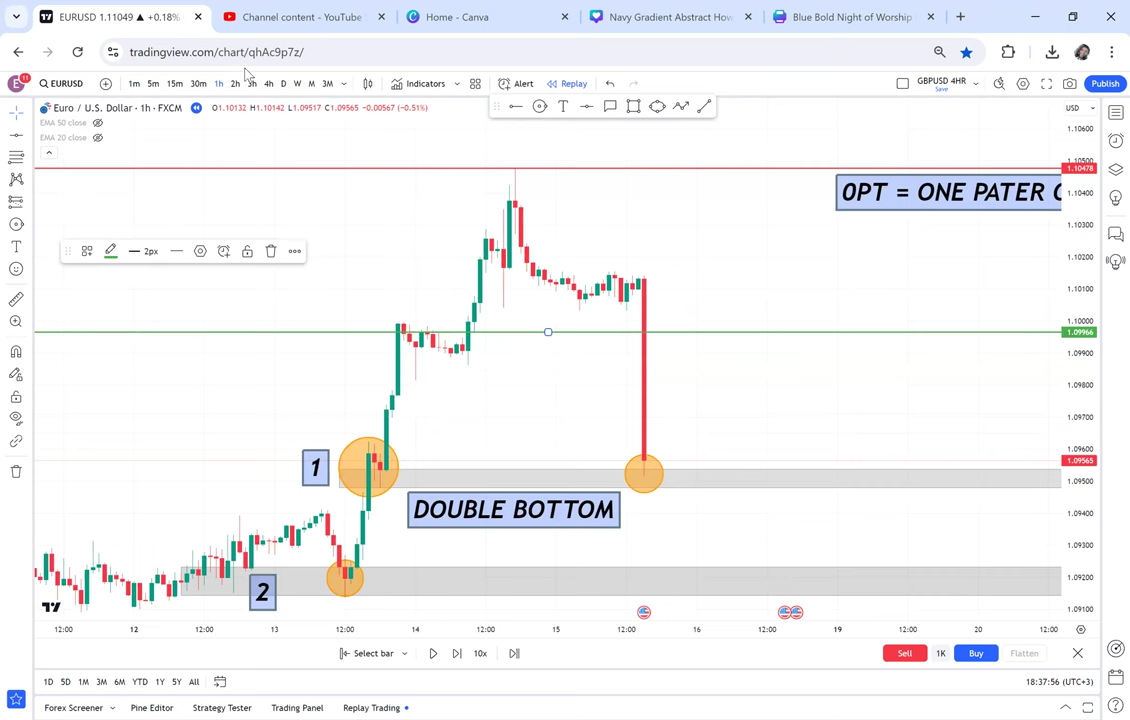 EURUSD 1.11049 ▲ +0.18%
Channel content - YouTube
Home - Canva
Navy Gradient Abstract How
Blue Bold Night of Worship
tradingview.com/chart/qhAc9p7z/
E 11 EURUSD 1m 5m 15m 30m 1h 2h 3h 4h D W M 3M Indicators Alert Replay GBPUSD 4HR Save Publish
Euro / U.S. Dollar · 1h · FXCM O1.10132 H1.10142 L1.09517 C1.09565 -0.00567 (-0.51%)
USD
EMA 50 close
EMA 20 close
1.10600
1.10500
1.10478
1.10400
0PT = ONE PATER
1.10300
2px
1.10200
1.10100
1.10000
1.09966
1.09900
1.09800
1.09700
1.09600
1.09565
1
1.09500
DOUBLE BOTTOM
1.09400
1.09300
1.09200
2
1.09100
12:00 12 12:00 13 12:00 14 12:00 15 12:00 16 12:00 19 12:00 20 12:00
Select bar 10x Sell 1K Buy Flatten
1D 5D 1M 3M 6M YTD 1Y 5Y All 18:37:56 (UTC+3)
Forex Screener Pine Editor Strategy Tester Trading Panel Replay Trading